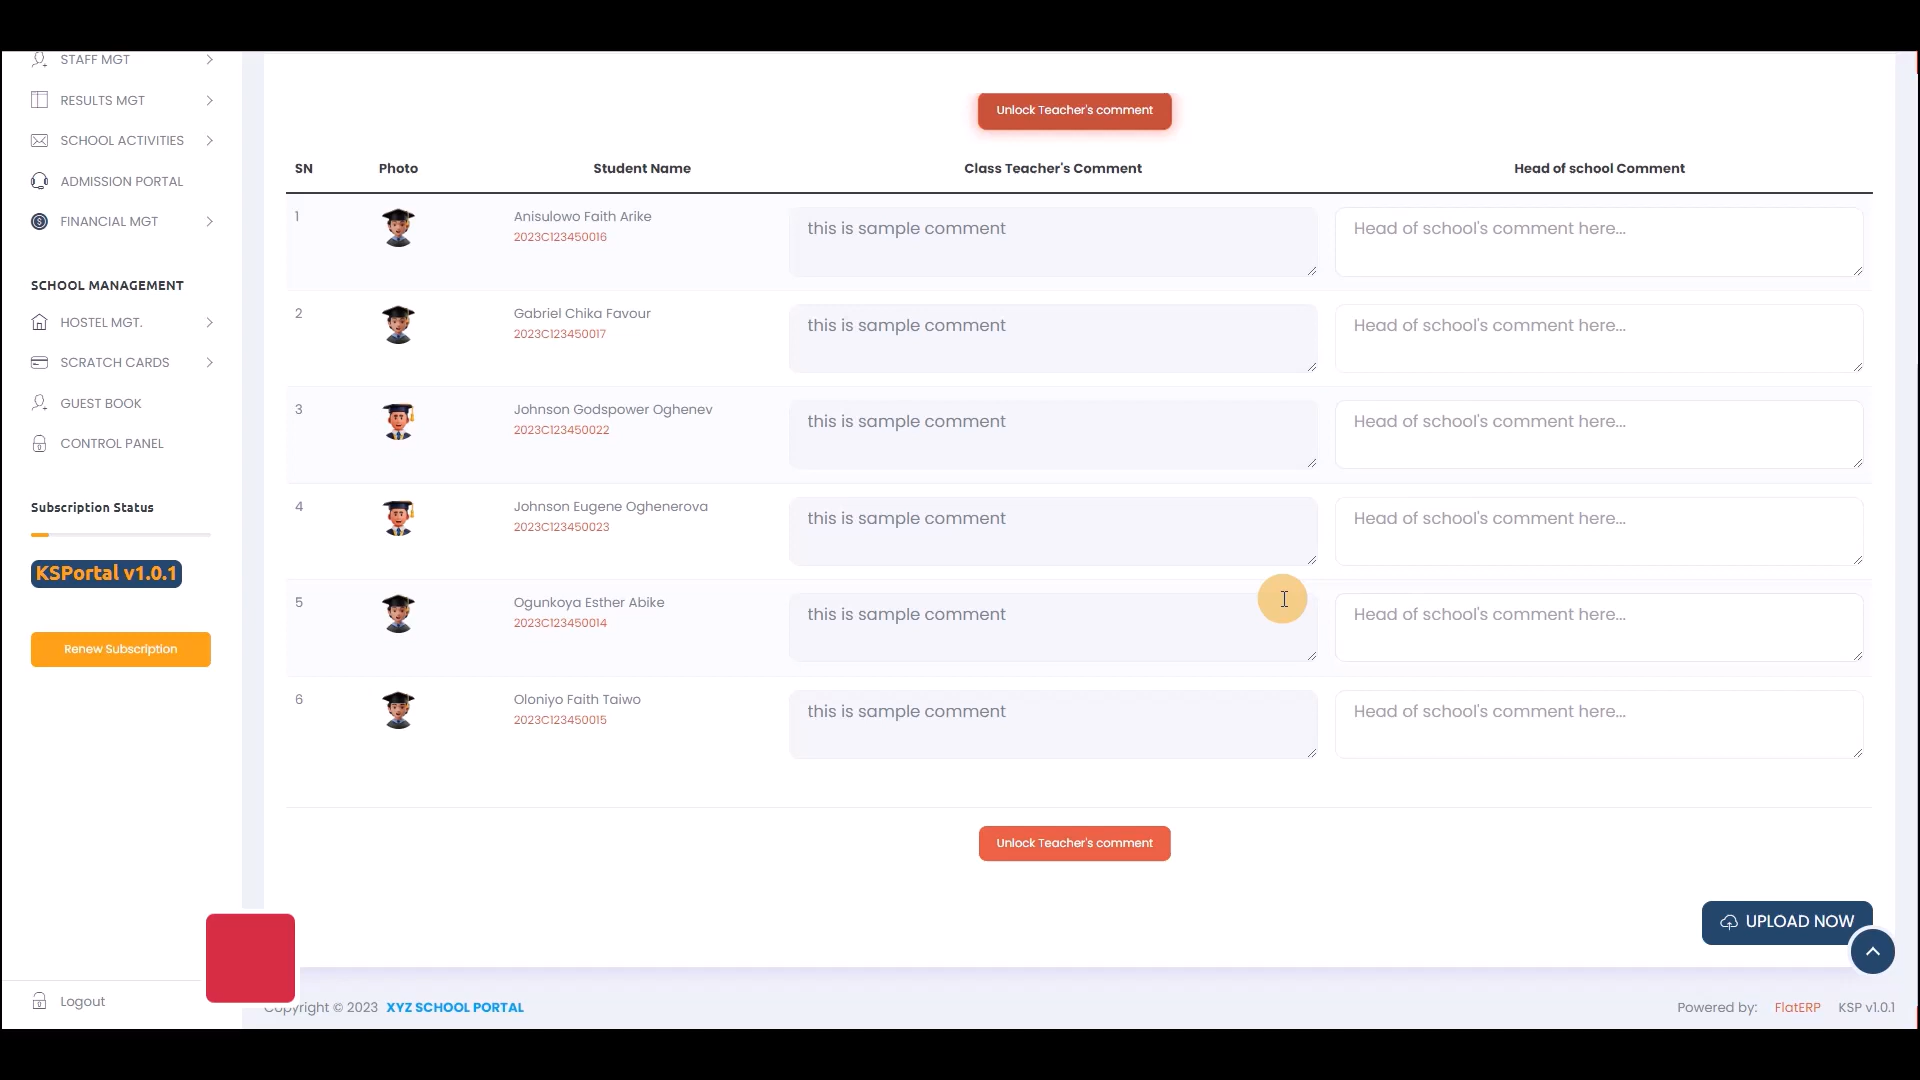 STAFF MGT
RESULTS MGT
SCHOOL ACTIVITIES
ADMISSION PORTAL
FINANCIAL MGT
SCHOOL MANAGEMENT
HOSTEL MGT.
SCRATCH CARDS
GUEST BOOK
CONTROL PANEL
Subscription Status
KSPortal v1.0.1
Renew Subscription
Logout
Unlock Teacher's comment
SN Photo Student Name Class Teacher's Comment Head of school Comment
1 Anisulowo Faith Arike this is sample comment Head of school's comment here...
2023C123450016
2 Gabriel Chika Favour this is sample comment Head of school's comment here...
2023C123450017
3 Johnson Godspower Oghenev this is sample comment Head of school's comment here...
2023C123450022
4 Johnson Eugene Oghenerova this is sample comment Head of school's comment here...
2023C123450023
5 Ogunkoya Esther Abike this is sample comment Head of school's comment here...
2023C123450014
6 Oloniyo Faith Taiwo this is sample comment Head of school's comment here...
2023C123450015
Unlock Teacher's comment
UPLOAD NOW
Copyright © 2023 XYZ SCHOOL PORTAL Powered by: FlatERP KSP v1.0.1